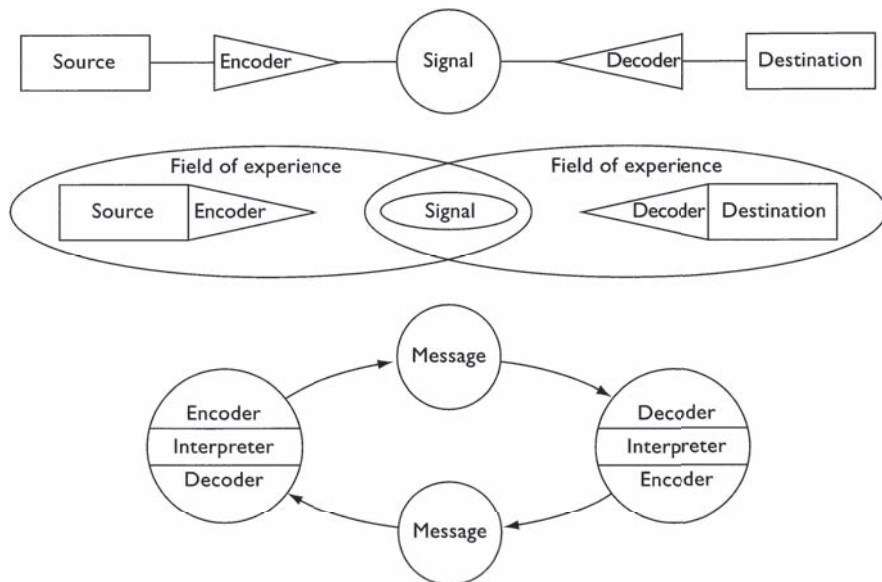 Source
Encoder
Signal
Decoder
Destination
Field of experience
Field of experience
Source
Encoder
Signal
Decoder
Destination
Message
Encoder
Interpreter
Decoder
Decoder
Interpreter
Encoder
Message